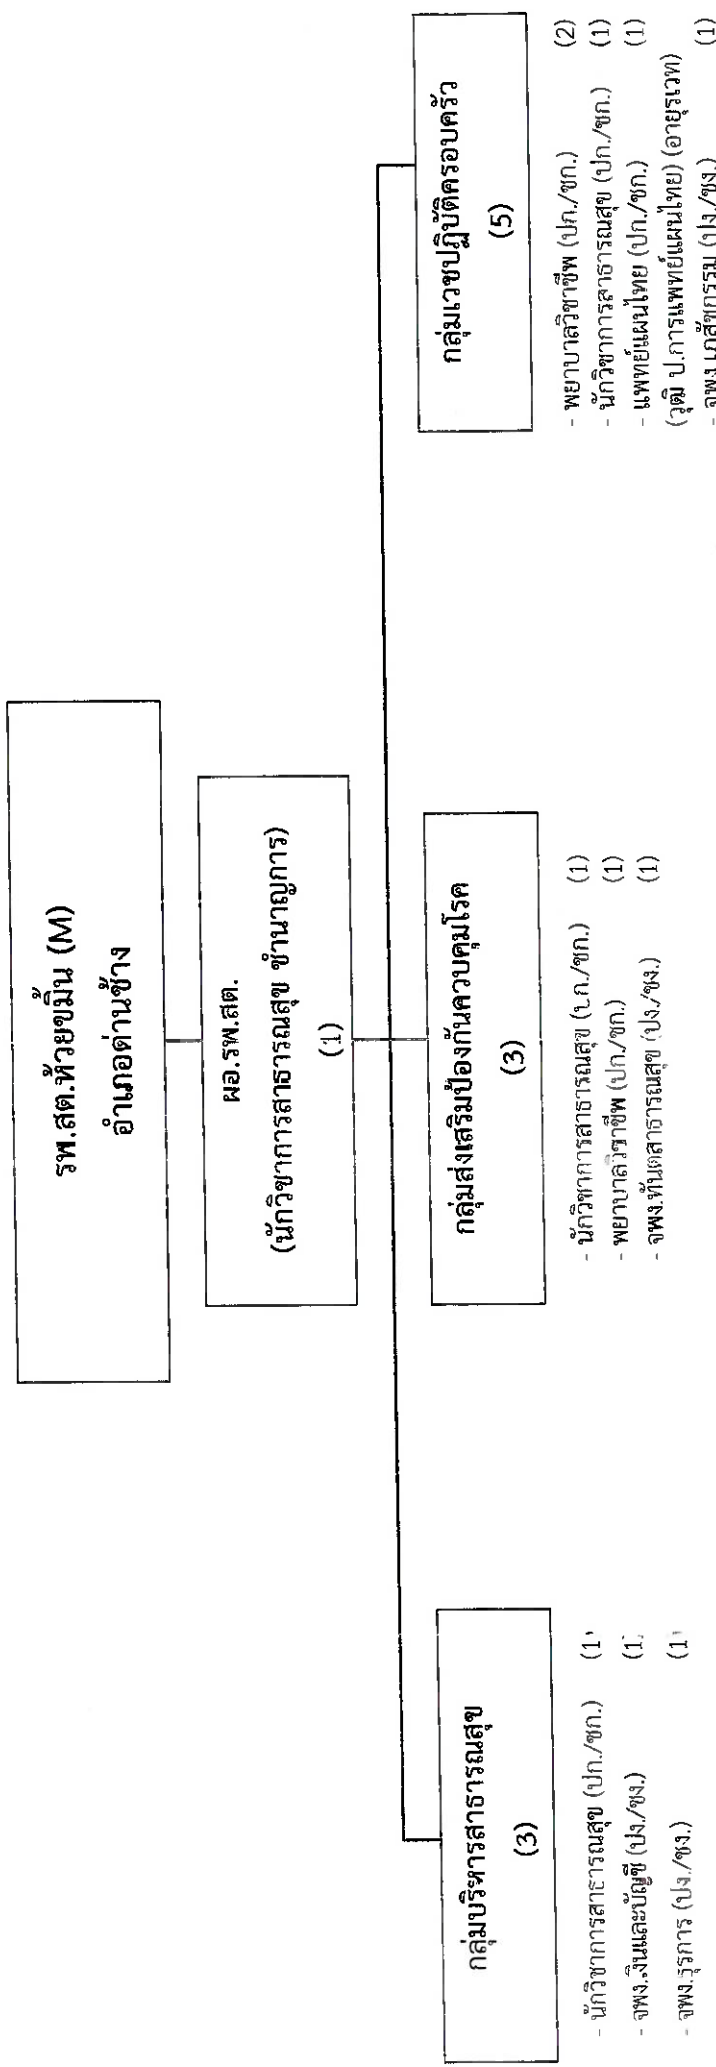 รพ.สต.ห้วยขมิ้น (M)
อำเภอด่านช้าง
ผอ.รพ.สต.
(นักวิชาการสาธารณสุข ชำนาญการ)
(1)
กลุ่มบริหารสาธารณสุข
(3)
- นักวิชาการสาธารณสุข (ปก./ชก.) (1)
- จพง.เงินและบัญชี (ปง./ชง.) (1)
- จพง.ธุรการ (ปง./ชง.) (1)
กลุ่มส่งเสริมป้องกันควบคุมโรค
(3)
- นักวิชาการสาธารณสุข (ปก./ชก.) (1)
- พยาบาลวิชาชีพ (ปก./ชก.) (1)
- จพง.ทันตสาธารณสุข (ปง./ชง.) (1)
กลุ่มเวชปฏิบัติครอบครัว
(5)
- พยาบาลวิชาชีพ (ปก./ชก.) (2)
- นักวิชาการสาธารณสุข (ปก./ชก.) (1)
- แพทย์แผนไทย (ปก./ชก.) (1)
(วุฒิ ป.การแพทย์แผนไทย) (อายุรเวท)
- จพง.เภสัชกรรม (ปง./ชง.) (1)